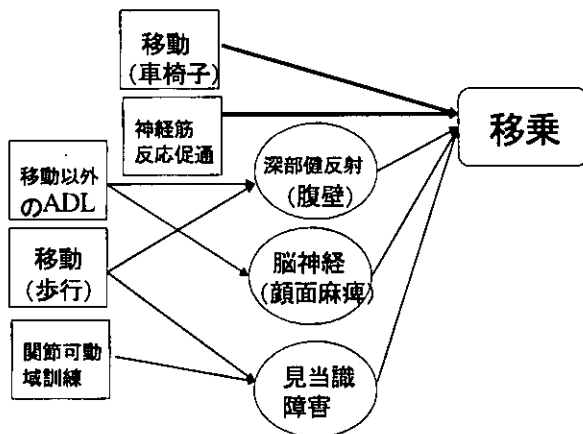 移動
(車椅子)
神経筋
反応促通
移乗
深部健反射
(腹壁)
移動以外
のADL
移動
(歩行)
脳神経
(顔面麻痺)
関節可動
域訓練
見当識
障害